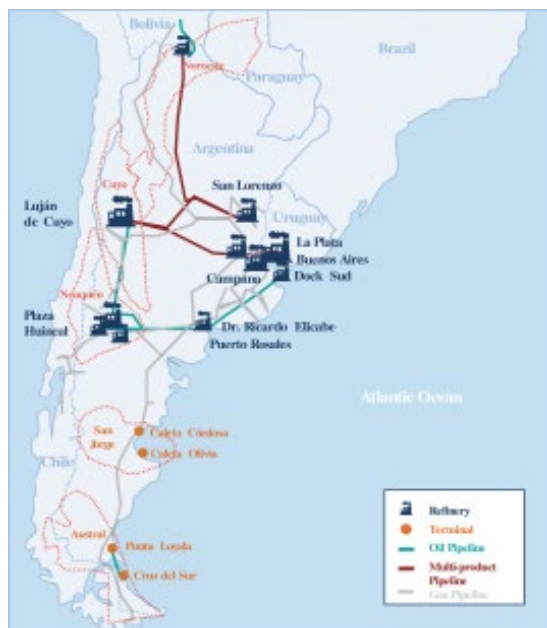 Bolivia
Brazil
Noroeste
Paraguay
Argentina
Cuyo
San Lorenzo
Luján
de Cuyo
Uruguay
La Plata
Buenos Aires
Campana
Dock Sud
Neuquén
Plaza
Huincul
Dr. Ricardo Elicabe
Puerto Rosales
Atlantic Ocean
San
Jorge
Caleta Córdova
Caleta Olivia
Chile
Austral
Punta Loyola
Cruz del Sur
Refinery
Terminal
Oil Pipeline
Multi-product
Pipeline
Gas Pipeline